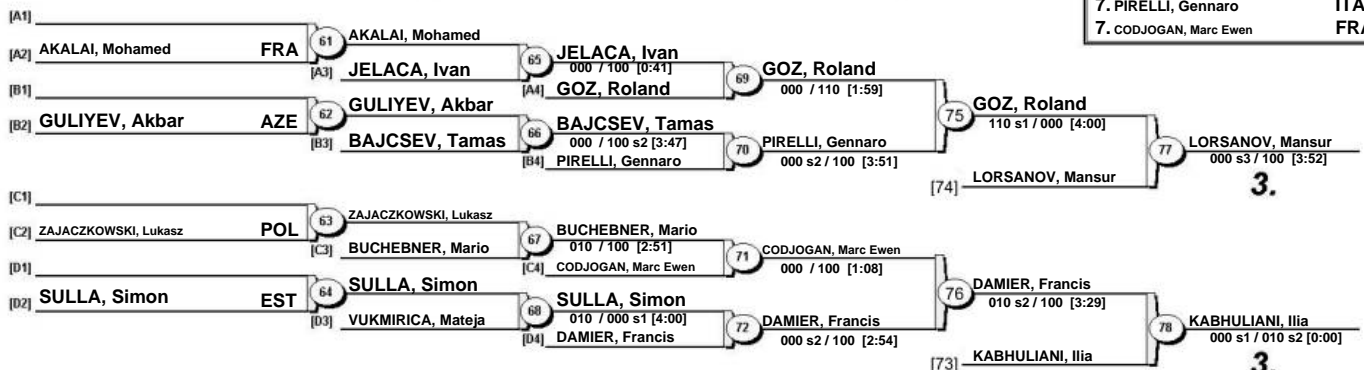 7. PIRELLI, Gennaro ITA
7. CODJOGAN, Marc Ewen FRA
[A1]
61 AKALAI, Mohamed
[A2] AKALAI, Mohamed FRA
65 JELACA, Ivan
000 / 100 [0:41]
[A3] JELACA, Ivan
69 GOZ, Roland
000 / 110 [1:59]
[A4] GOZ, Roland
[B1]
62 GULIYEV, Akbar
75 GOZ, Roland
110 s1 / 000 [4:00]
[B2] GULIYEV, Akbar AZE
66 BAJCSEV, Tamas
000 / 100 s2 [3:47]
[B3] BAJCSEV, Tamas
70 PIRELLI, Gennaro
000 s2 / 100 [3:51]
[B4] PIRELLI, Gennaro
77 LORSANOV, Mansur
000 s3 / 100 [3:52]
[74] LORSANOV, Mansur
3.
[C1]
63 ZAJACZKOWSKI, Lukasz
[C2] ZAJACZKOWSKI, Lukasz POL
67 BUCHEBNER, Mario
010 / 100 [2:51]
[C3] BUCHEBNER, Mario
71 CODJOGAN, Marc Ewen
000 / 100 [1:08]
[C4] CODJOGAN, Marc Ewen
[D1]
64 SULLA, Simon
76 DAMIER, Francis
010 s2 / 100 [3:29]
[D2] SULLA, Simon EST
68 SULLA, Simon
010 / 000 s1 [4:00]
[D3] VUKMIRICA, Mateja
72 DAMIER, Francis
000 s2 / 100 [2:54]
[D4] DAMIER, Francis
78 KABHULIANI, Ilia
000 s1 / 010 s2 [0:00]
[73] KABHULIANI, Ilia
3.